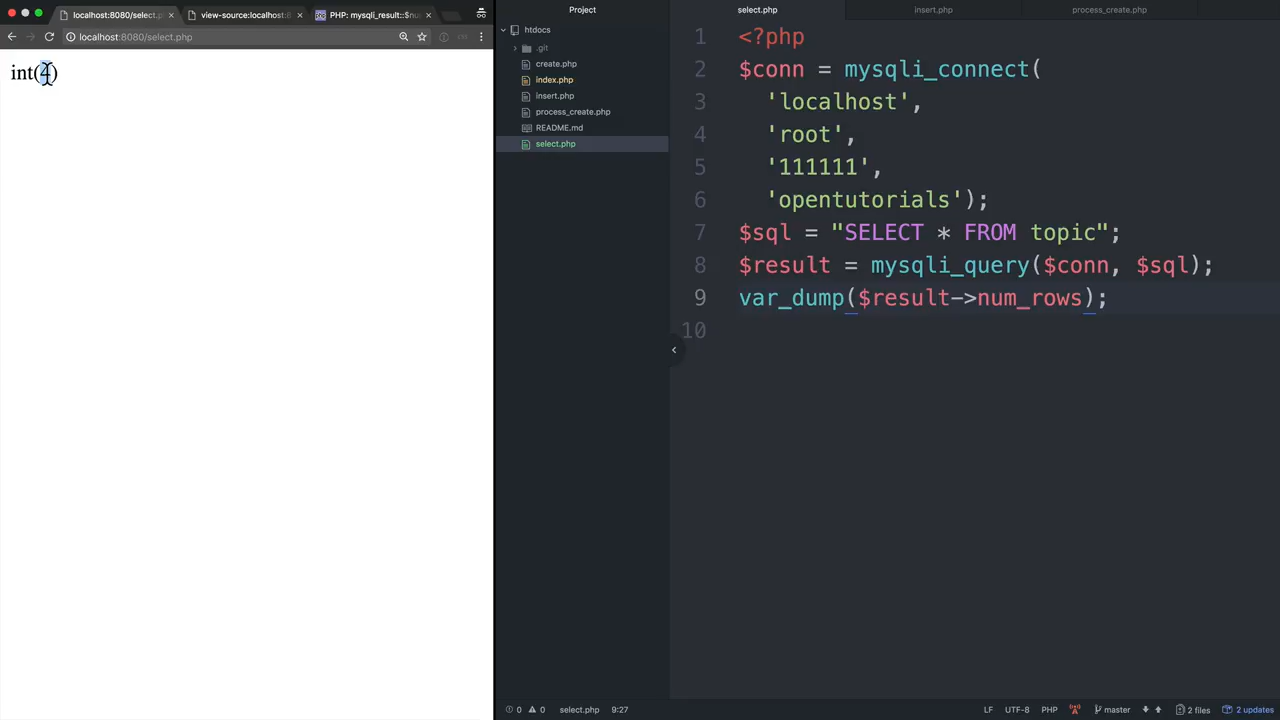 localhost:8080/select.p
view-source:localhost:8
PHP: mysqli_result::$nu
localhost:8080/select.php
int(4)
Project
htdocs
.git
create.php
index.php
insert.php
process_create.php
README.md
select.php
select.php
insert.php
process_create.php
1 <?php
2 $conn = mysqli_connect(
3 'localhost',
4 'root',
5 '111111',
6 'opentutorials');
7 $sql = "SELECT * FROM topic";
8 $result = mysqli_query($conn, $sql);
9 var_dump($result->num_rows);
10
0 0 select.php 9:27
LF UTF-8 PHP master 2 files 2 updates